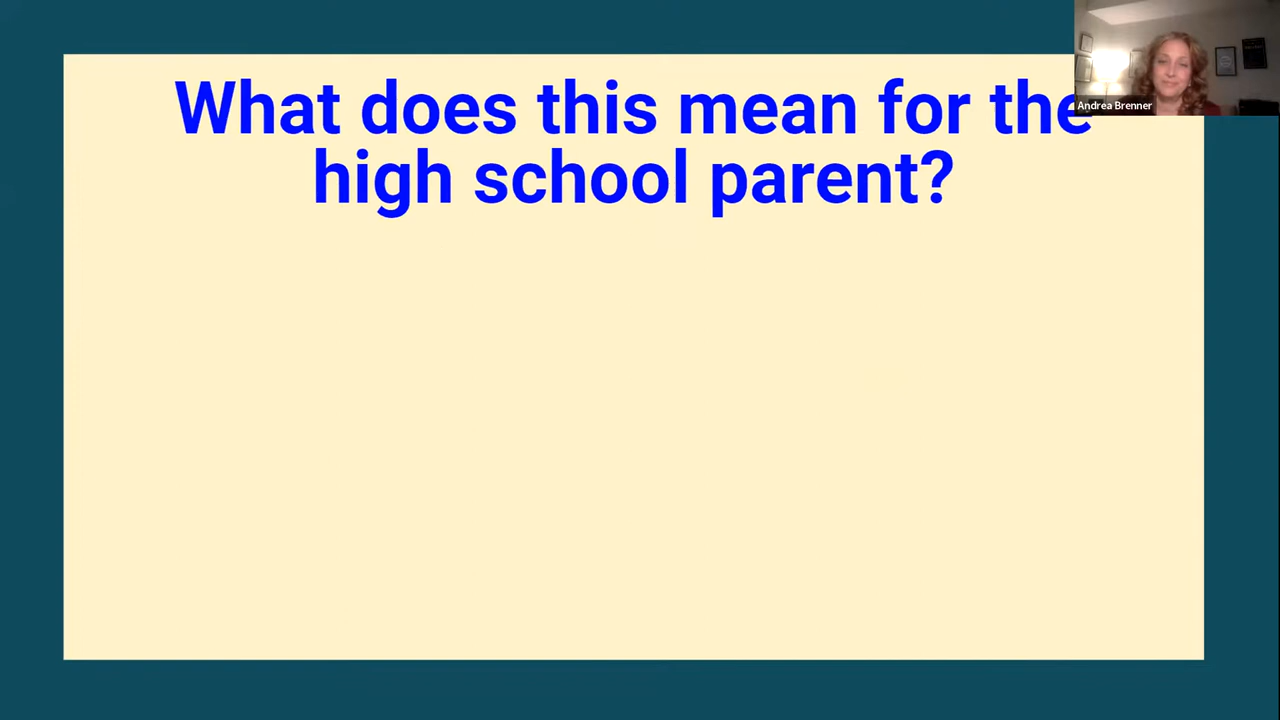 What does this mean for the
high school parent?
Andrea Brenner